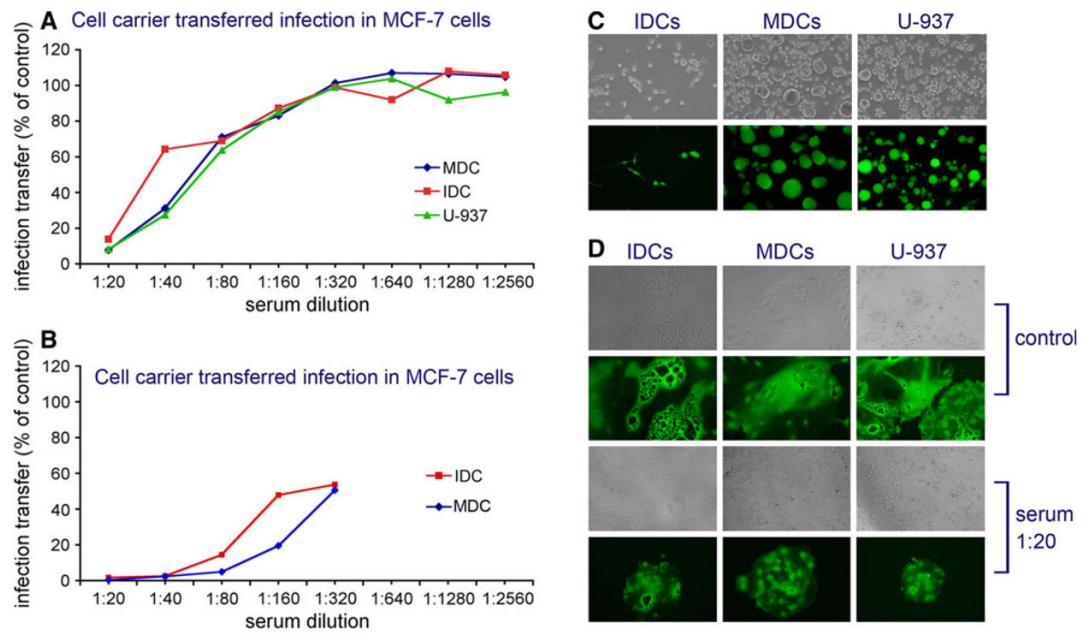 A Cell carrier transferred infection in MCF-7 cells
infection transfer (% of control)
120
100
80
60
40
20
0
MDC
IDC
U-937
1:20 1:40 1:80 1:160 1:320 1:640 1:1280 1:2560
serum dilution
B
Cell carrier transferred infection in MCF-7 cells
infection transfer (% of control)
120
100
80
60
40
20
0
IDC
MDC
1:20 1:40 1:80 1:160 1:320 1:640 1:1280 1:2560
serum dilution
C IDCs MDCs U-937
D IDCs MDCs U-937
control
serum
1:20